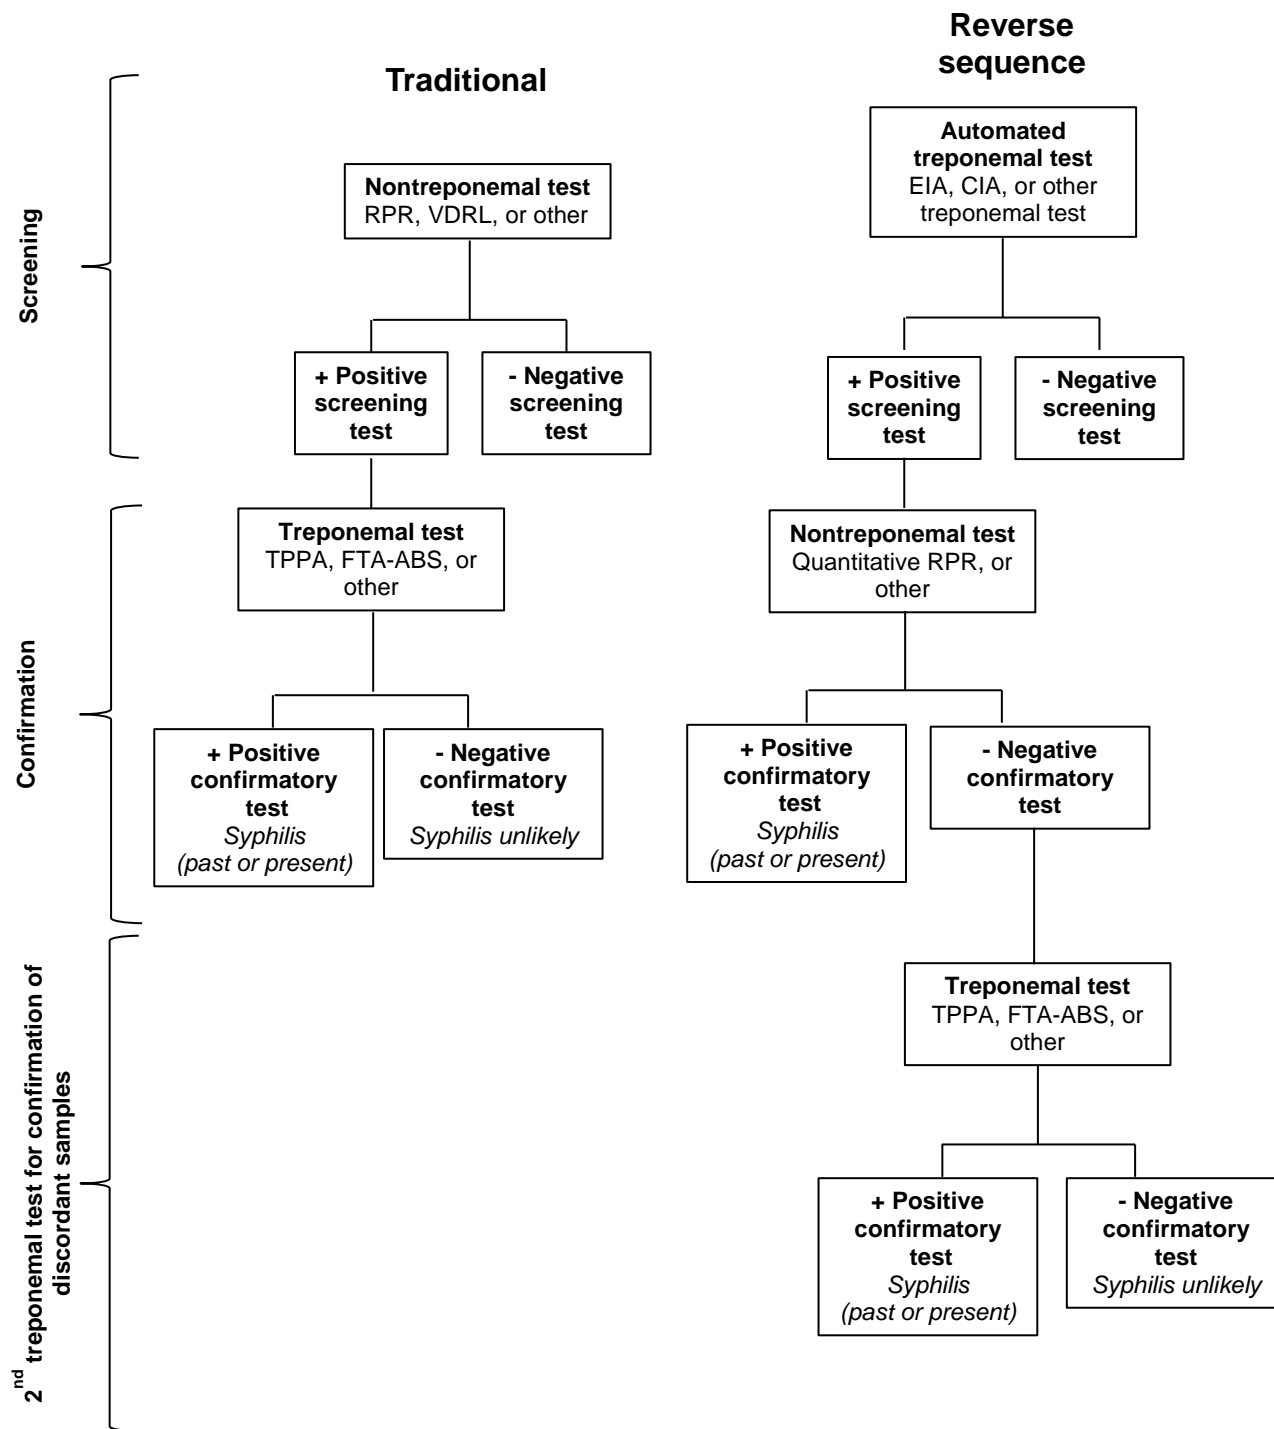 Reverse
sequence
Traditional
Screening
Automated
treponemal test
EIA, CIA, or other
treponemal test
Nontreponemal test
RPR, VDRL, or other
+ Positive
screening
test
- Negative
screening
test
+ Positive
screening
test
- Negative
screening
test
Confirmation
Treponemal test
TPPA, FTA-ABS, or
other
Nontreponemal test
Quantitative RPR, or
other
+ Positive
confirmatory
test
Syphilis
(past or present)
- Negative
confirmatory
test
Syphilis unlikely
+ Positive
confirmatory
test
Syphilis
(past or present)
- Negative
confirmatory
test
2nd treponemal test for confirmation of
discordant samples
Treponemal test
TPPA, FTA-ABS, or
other
+ Positive
confirmatory
test
Syphilis
(past or present)
- Negative
confirmatory
test
Syphilis unlikely